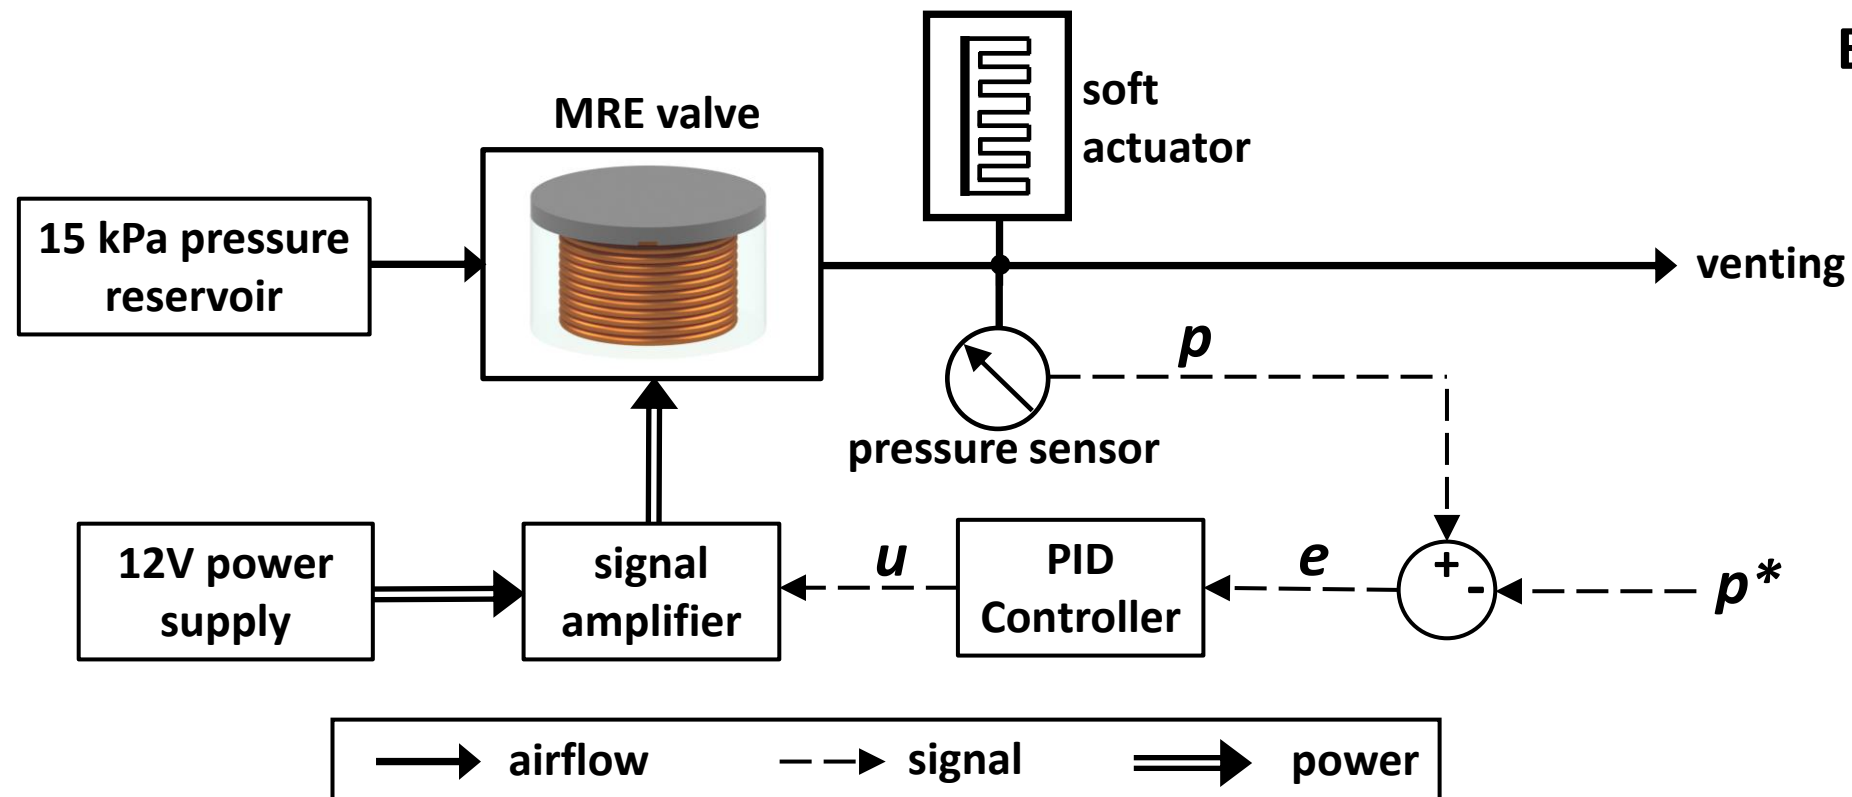 E
soft
actuator
MRE valve
15 kPa pressure
reservoir
venting
p
pressure sensor
12V power
supply
signal
amplifier
u
PID
Controller
e
+
-
p*
airflow
signal
power